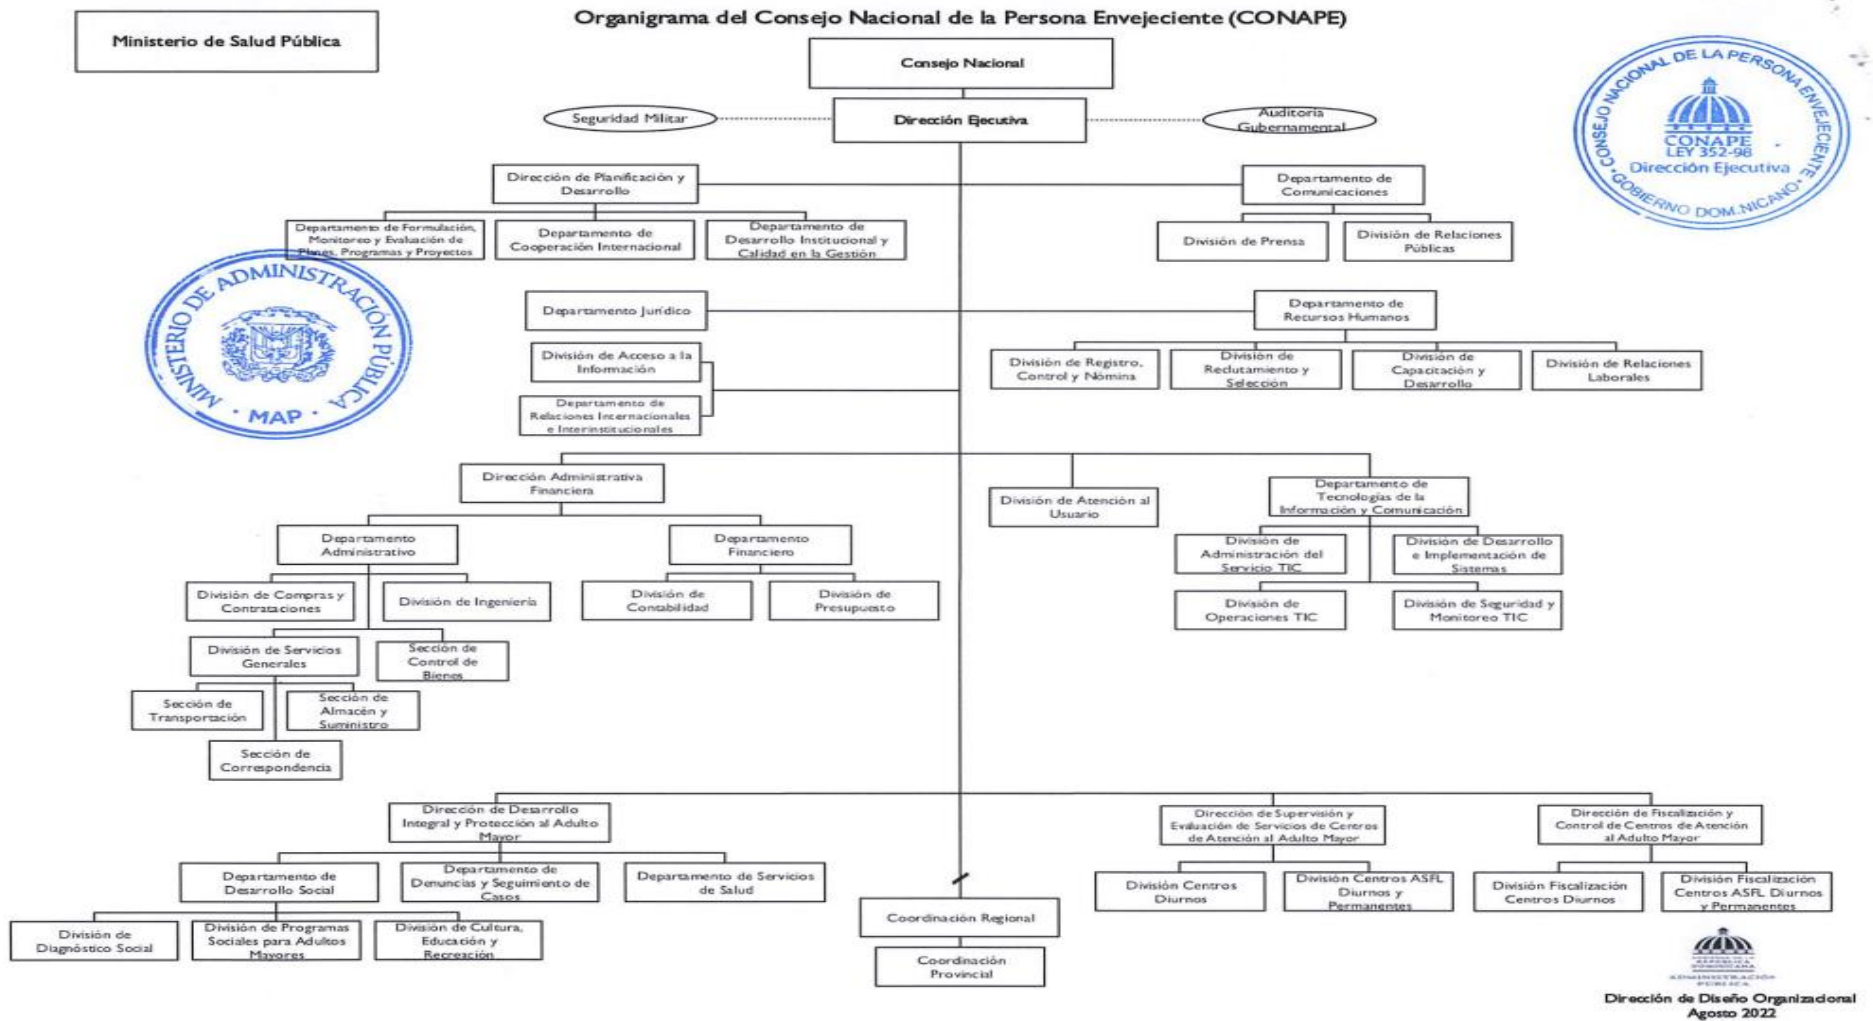 Organigrama del Consejo Nacional de la Persona Envejeciente (CONAPE)
Ministerio de Salud Pública
Consejo Nacional
Seguridad Militar
Dirección Ejecutiva
Auditoría
Gubernamental
CONSEJO NACIONAL DE LA PERSONA ENVEJECIENTE
CONAPE
LEY 352-98
Dirección Ejecutiva
GOBIERNO DOM.NICANO
Dirección de Planificación y
Desarrollo
Departamento de
Comunicaciones
Departamento de Formulación,
Monitoreo y Evaluación de
Planes, Programas y Proyectos
Departamento de
Cooperación Internacional
Departamento de
Desarrollo Institucional y
Calidad en la Gestión
División de Prensa
División de Relaciones
Públicas
MINISTERIO DE ADMINISTRACIÓN PÚBLICA
MAP
Departamento Jurídico
Departamento de
Recursos Humanos
División de Acceso a la
Información
División de Registro,
Control y Nómina
División de
Reclutamiento y
Selección
División de
Capacitación y
Desarrollo
División de Relaciones
Laborales
Departamento de
Relaciones Internacionales
e Interinstitucionales
Dirección Administrativa
Financiera
División de Atención al
Usuario
Departamento de
Tecnologías de la
Información y Comunicación
Departamento
Administrativo
Departamento
Financiero
División de
Administración del
Servicio TIC
División de Desarrollo
e Implementación de
Sistemas
División de Compras y
Contrataciones
División de Ingeniería
División de
Contabilidad
División de
Presupuesto
División de
Operaciones TIC
División de Seguridad y
Monitoreo TIC
División de Servicios
Generales
Sección de
Control de
Bienes
Sección de
Transportación
Sección de
Almacén y
Suministro
Sección de
Correspondencia
Dirección de Desarrollo
Integral y Protección al Adulto
Mayor
Dirección de Supervisión y
Evaluación de Servicios de Centros
de Atención al Adulto Mayor
Dirección de Fiscalización y
Control de Centros de Atención
al Adulto Mayor
Departamento de
Desarrollo Social
Departamento de
Denuncias y Seguimiento de
Casos
Departamento de Servicios
de Salud
División Centros
Diurnos
División Centros ASFL
Diurnos y
Permanentes
División Fiscalización
Centros Diurnos
División Fiscalización
Centros ASFL Diurnos
y Permanentes
División de
Diagnóstico Social
División de Programas
Sociales para Adultos
Mayores
División de Cultura,
Educación y
Recreación
Coordinación Regional
Coordinación
Provincial
REPÚBLICA
DOMINICANA
ADMINISTRACIÓN
PÚBLICA
Dirección de Diseño Organizacional
Agosto 2022